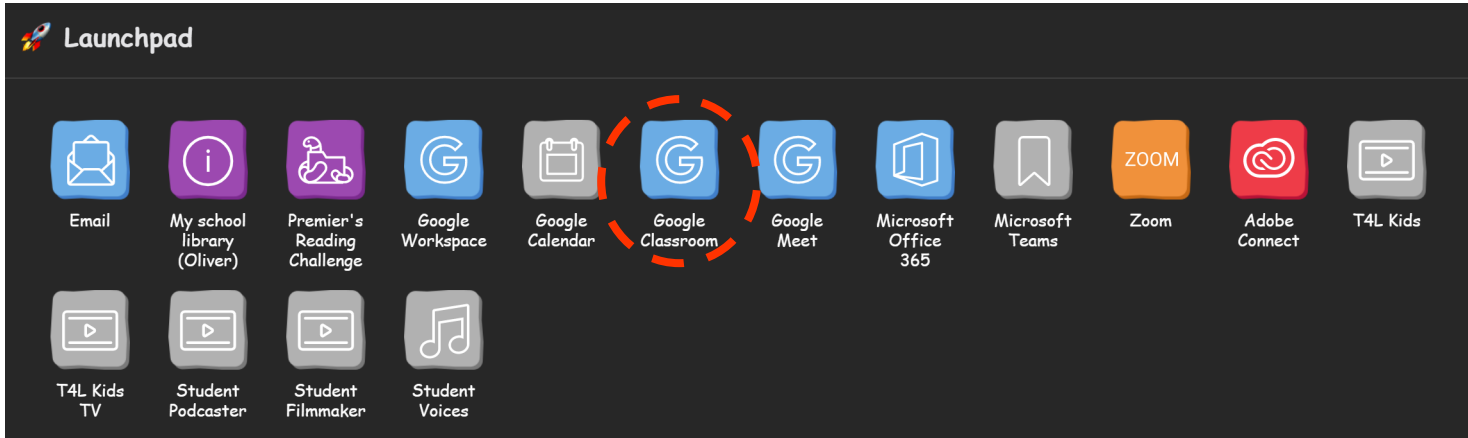 Launchpad
ZOOM
Email
My school
library
(Oliver)
Premier's
Reading
Challenge
Google
Workspace
Google
Calendar
Google
Classroom
Google
Meet
Microsoft
Office
365
Microsoft
Teams
Zoom
Adobe
Connect
T4L Kids
T4L Kids
TV
Student
Podcaster
Student
Filmmaker
Student
Voices